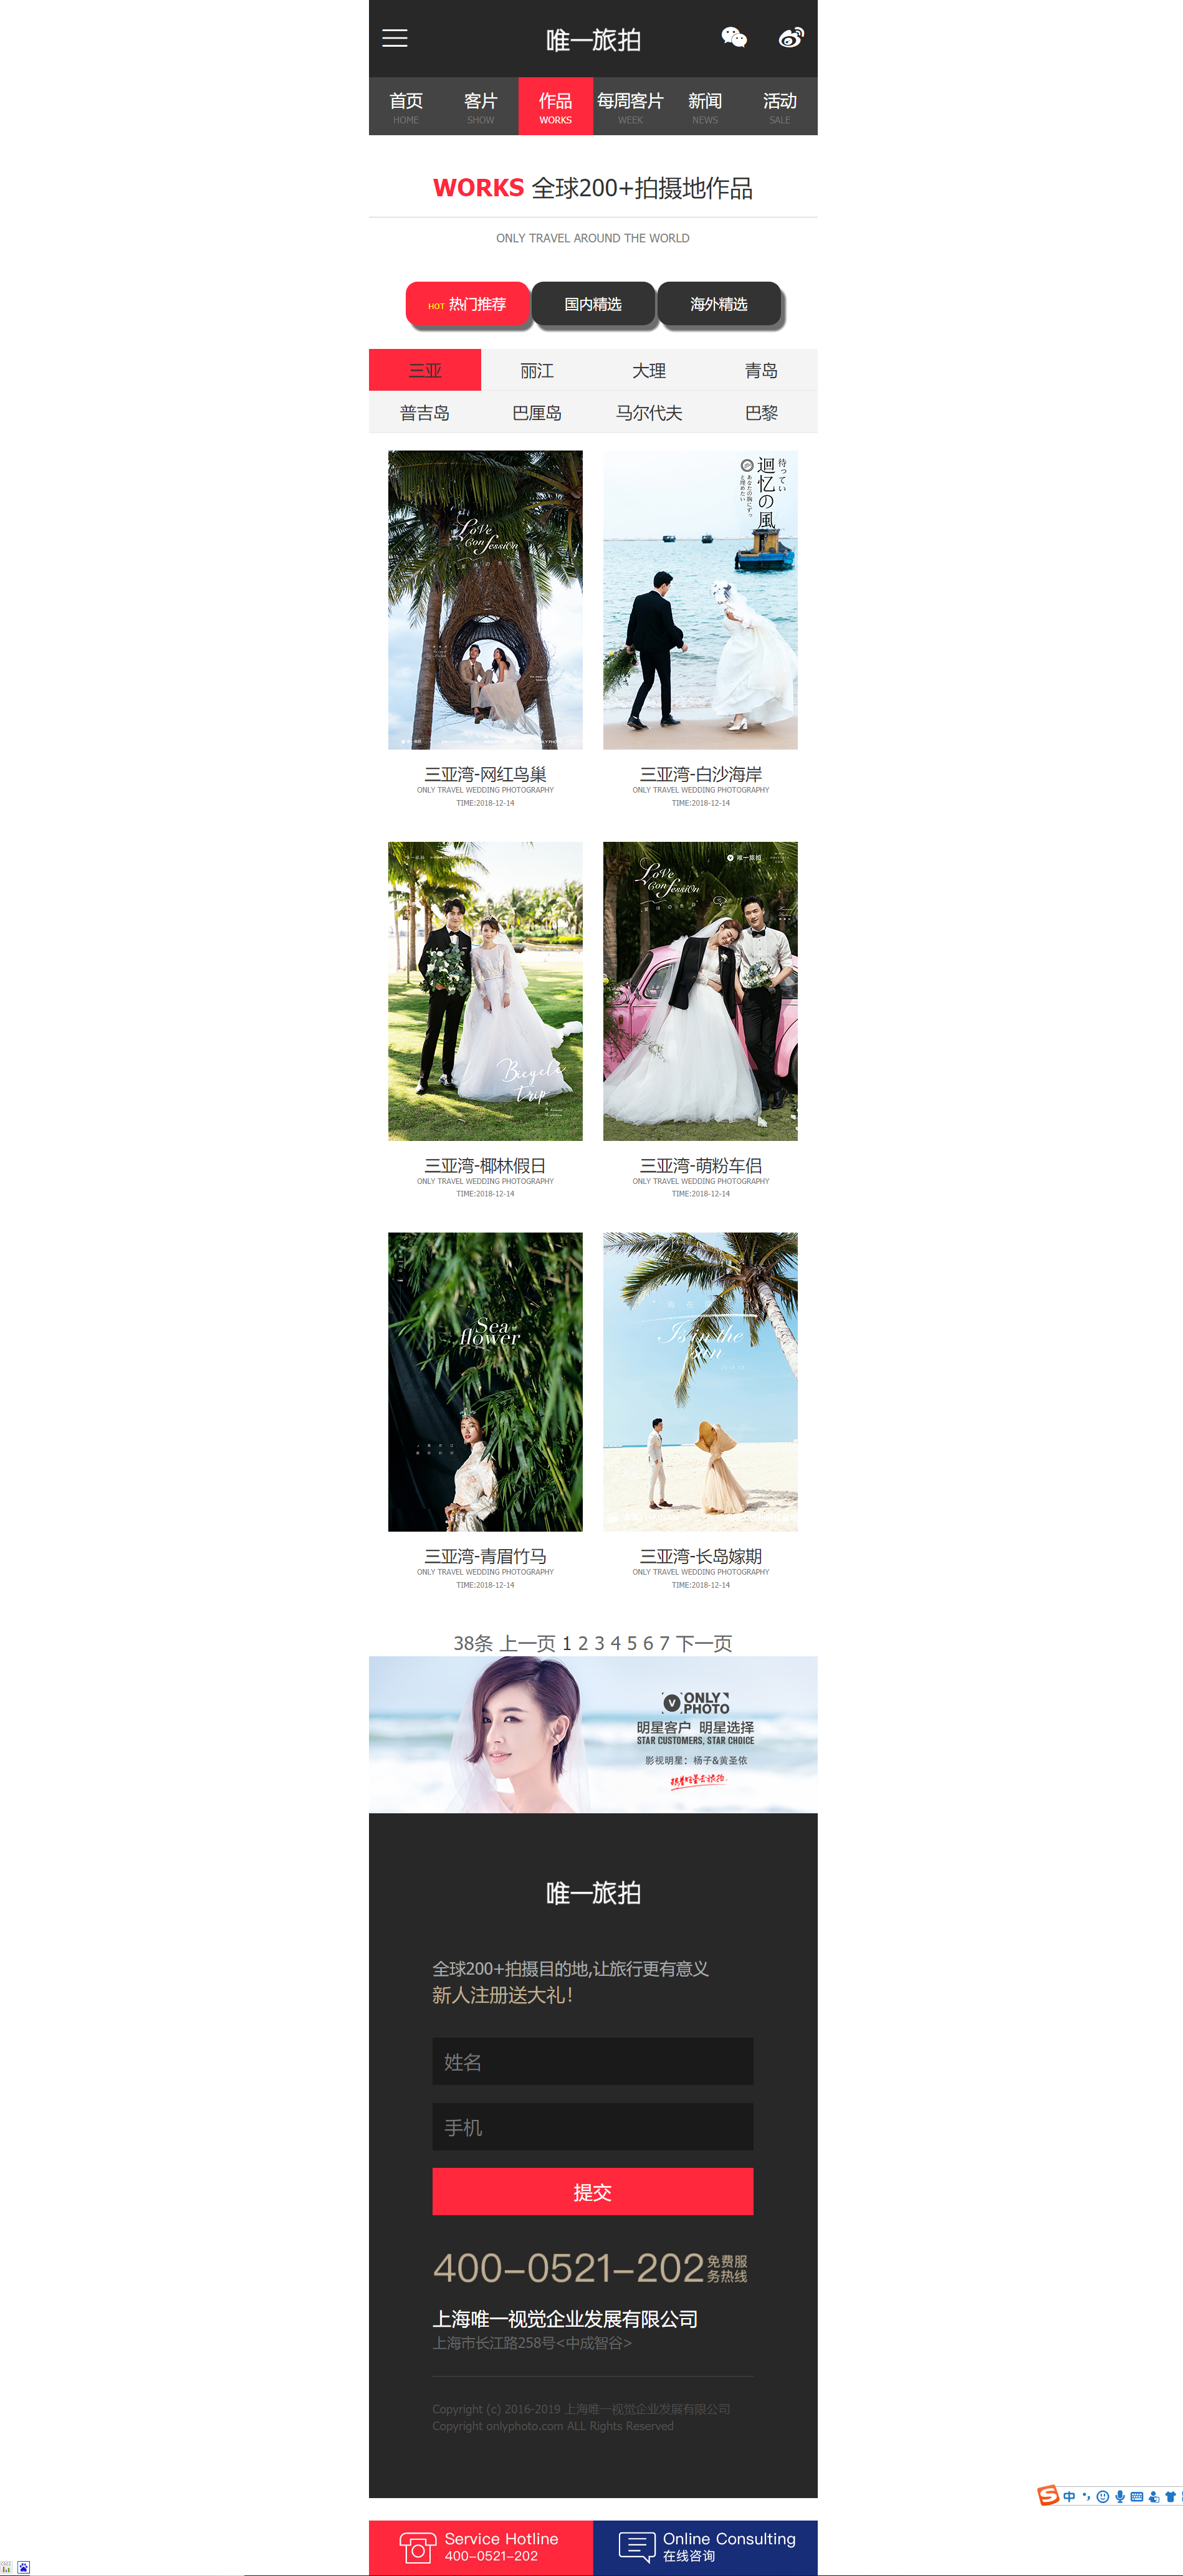 唯一旅拍
首页 客片 作品 每周客片 新闻 活动
HOME SHOW WORKS WEEK NEWS SALE
WORKS 全球200+拍摄地作品
ONLY TRAVEL AROUND THE WORLD
HOT 热门推荐 国内精选 海外精选
三亚 丽江 大理 青岛
普吉岛 巴厘岛 马尔代夫 巴黎
Love
Confession
待ってい
迴忆の風
三亚湾-网红鸟巢
ONLY TRAVEL WEDDING PHOTOGRAPHY
TIME:2018-12-14
三亚湾-白沙海岸
ONLY TRAVEL WEDDING PHOTOGRAPHY
TIME:2018-12-14
Bicycle
trip
唯一旅拍
Love
Confession
三亚湾-椰林假日
ONLY TRAVEL WEDDING PHOTOGRAPHY
TIME:2018-12-14
三亚湾-萌粉车侣
ONLY TRAVEL WEDDING PHOTOGRAPHY
TIME:2018-12-14
Sea
flower
Is in the
sun
三亚湾-青眉竹马
ONLY TRAVEL WEDDING PHOTOGRAPHY
TIME:2018-12-14
三亚湾-长岛嫁期
ONLY TRAVEL WEDDING PHOTOGRAPHY
TIME:2018-12-14
38条 上一页 1 2 3 4 5 6 7 下一页
V ONLY
PHOTO
明星客户 明星选择
STAR CUSTOMERS, STAR CHOICE
影视明星：杨子&黄圣依
唯一旅拍
全球200+拍摄目的地,让旅行更有意义
新人注册送大礼！
姓名
手机
提交
400-0521-202 免费服
务热线
上海唯一视觉企业发展有限公司
上海市长江路258号<中成智谷>
Copyright (c) 2016-2019 上海唯一视觉企业发展有限公司
Copyright onlyphoto.com ALL Rights Reserved
中
Service Hotline
400-0521-202
Online Consulting
在线咨询